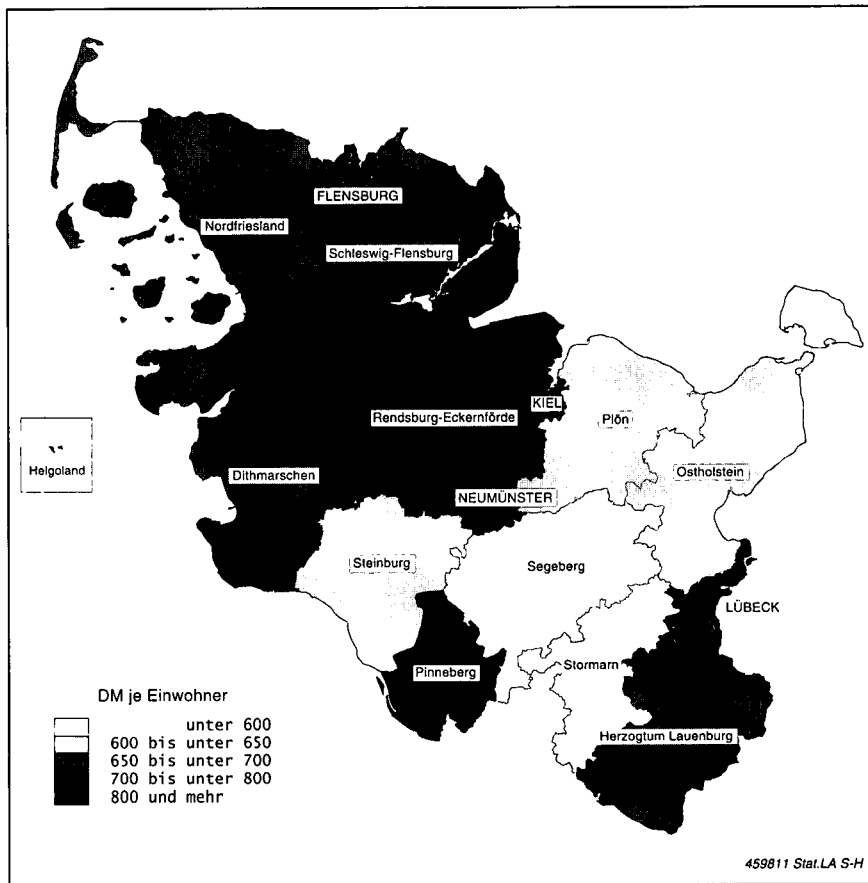 FLENSBURG
Nordfriesland
Schleswig-Flensburg
KIEL
Rendsburg-Eckernförde
Plön
Helgoland
Ostholstein
Dithmarschen
NEUMÜNSTER
Steinburg
Segeberg
LÜBECK
Stormarn
Pinneberg
Herzogtum Lauenburg
DM je Einwohner
unter 600
600 bis unter 650
650 bis unter 700
700 bis unter 800
800 und mehr
459811 Stat.LA S-H